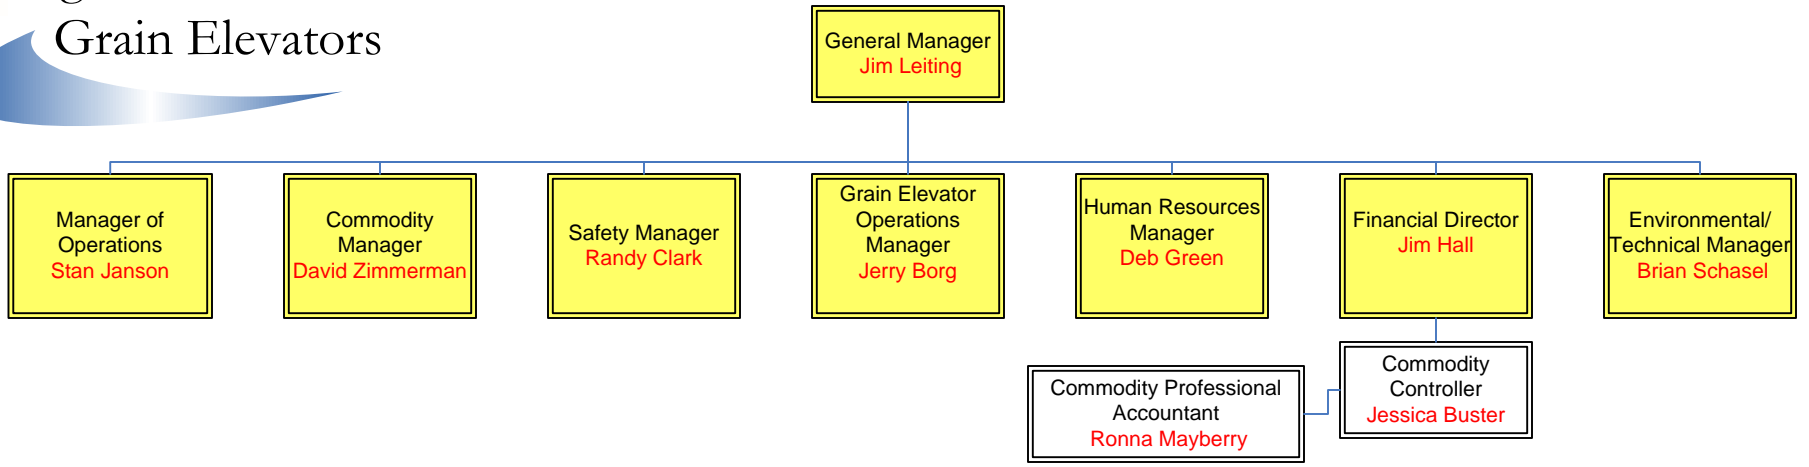 Grain Elevators
General Manager
Jim Leiting
Manager of
Operations
Stan Janson
Commodity
Manager
David Zimmerman
Safety Manager
Randy Clark
Grain Elevator
Operations
Manager
Jerry Borg
Human Resources
Manager
Deb Green
Financial Director
Jim Hall
Environmental/
Technical Manager
Brian Schasel
Commodity
Controller
Jessica Buster
Commodity Professional
Accountant
Ronna Mayberry